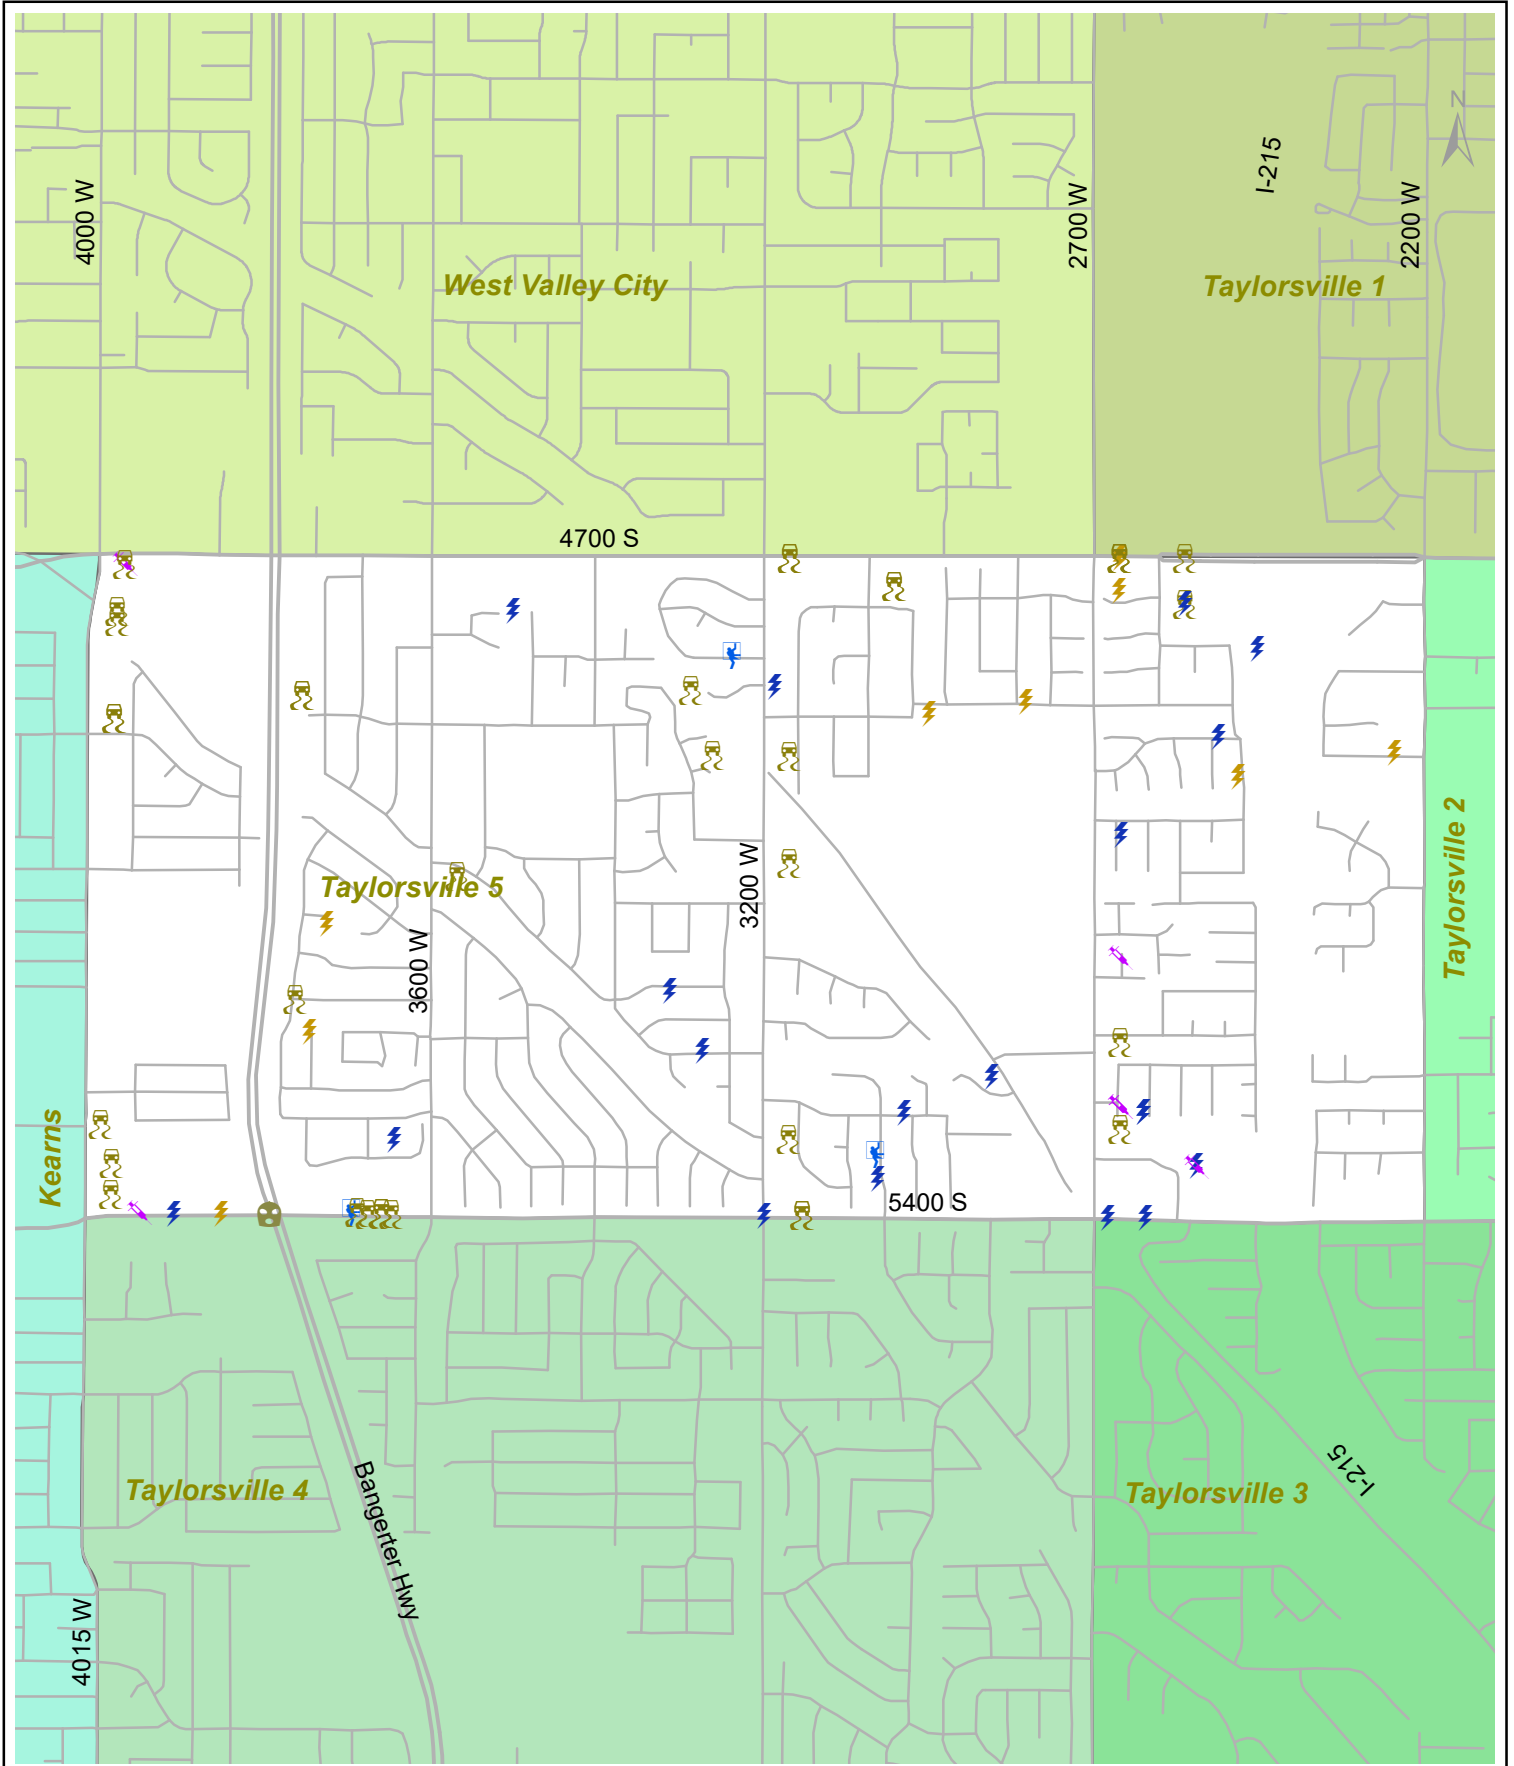 N
I-215
4000 W
2700 W
2200 W
West Valley City
Taylorsville 1
4700 S
Taylorsville 2
3200 W
Taylorsville 5
3600 W
Kearns
5400 S
Taylorsville 4
Bangerter Hwy
Taylorsville 3
I-215
4015 W